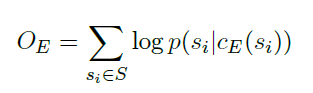 O_E = \sum_{s_i \in S} \log p(s_i|c_E(s_i))